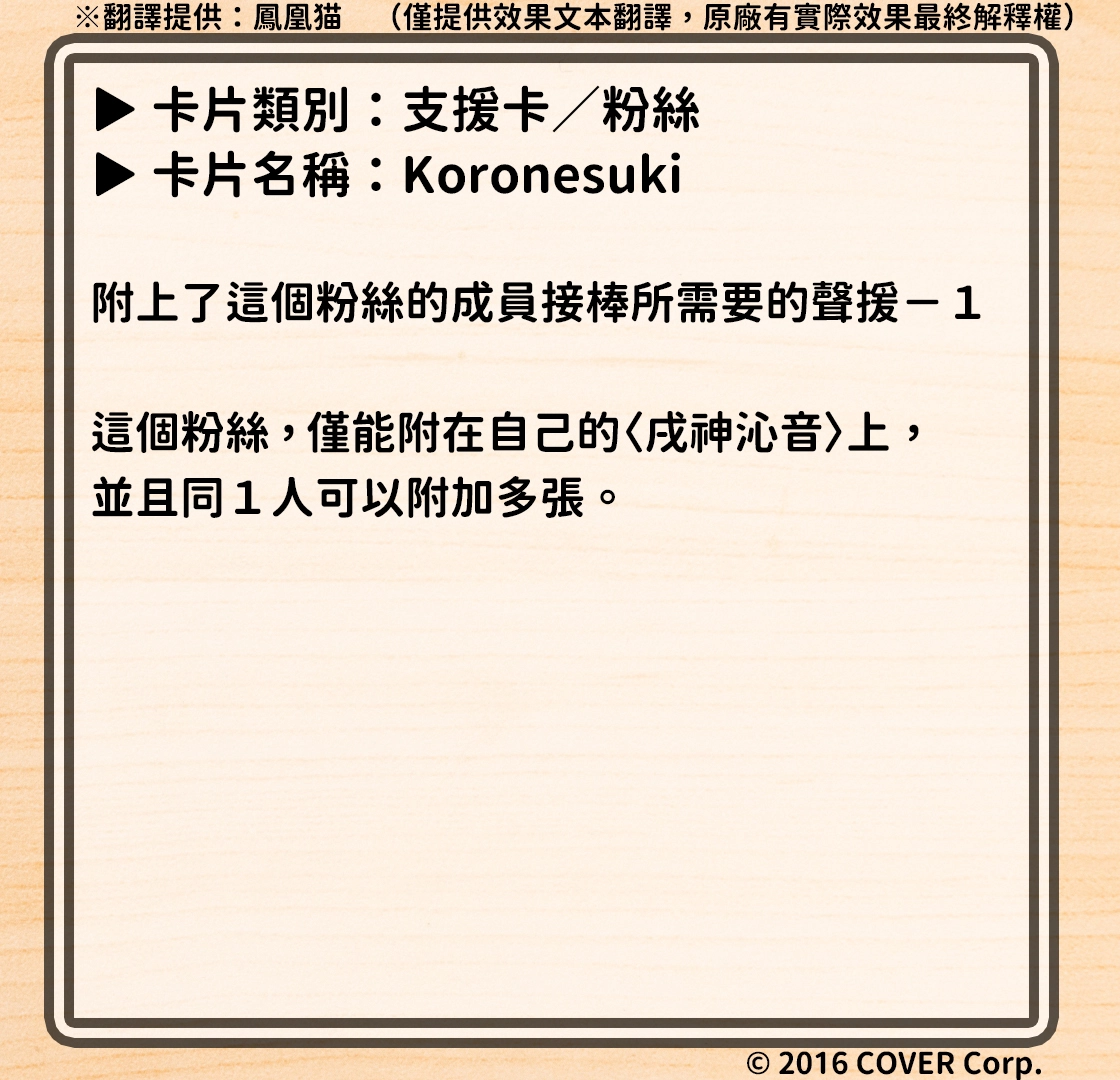 ※翻譯提供：鳳凰猫　（僅提供效果文本翻譯，原廠有實際效果最終解釋權）
▶ 卡片類別：支援卡／粉絲
▶ 卡片名稱：Koronesuki
附上了這個粉絲的成員接棒所需要的聲援－１
這個粉絲，僅能附在自己的〈戌神沁音〉上，
並且同１人可以附加多張。
© 2016 COVER Corp.